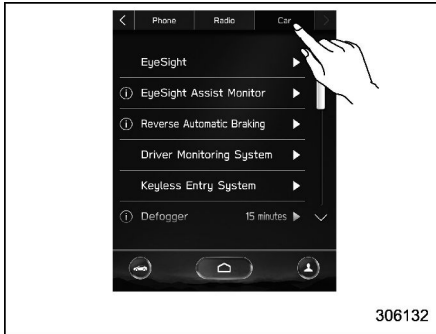 Phone Radio Car
EyeSight
EyeSight Assist Monitor
Reverse Automatic Braking
Driver Monitoring System
Keyless Entry System
Defogger 15 minutes
306132